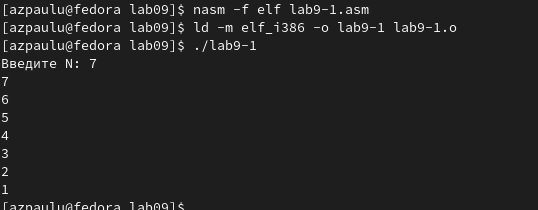 [azpaulu@fedora lab09]$ nasm -f elf lab9-1.asm
[azpaulu@fedora lab09]$ ld -m elf_i386 -o lab9-1 lab9-1.o
[azpaulu@fedora lab09]$ ./lab9-1
Введите N: 7
7
6
5
4
3
2
1
[azpaulu@fedora lab09]$